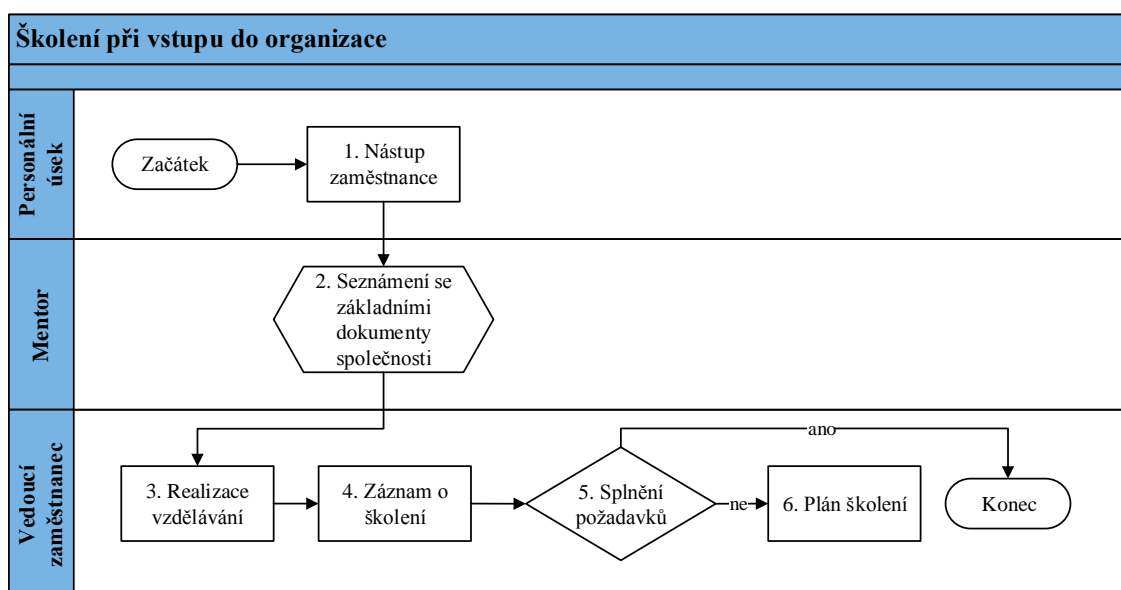 Školení při vstupu do organizace
Personální
úsek
Začátek
1. Nástup
zaměstnance
Mentor
2. Seznámení se
základními
dokumenty
společnosti
Vedoucí
zaměstnanec
3. Realizace
vzdělávání
4. Záznam o
školení
5. Splnění
požadavků
ano
ne
6. Plán školení
Konec